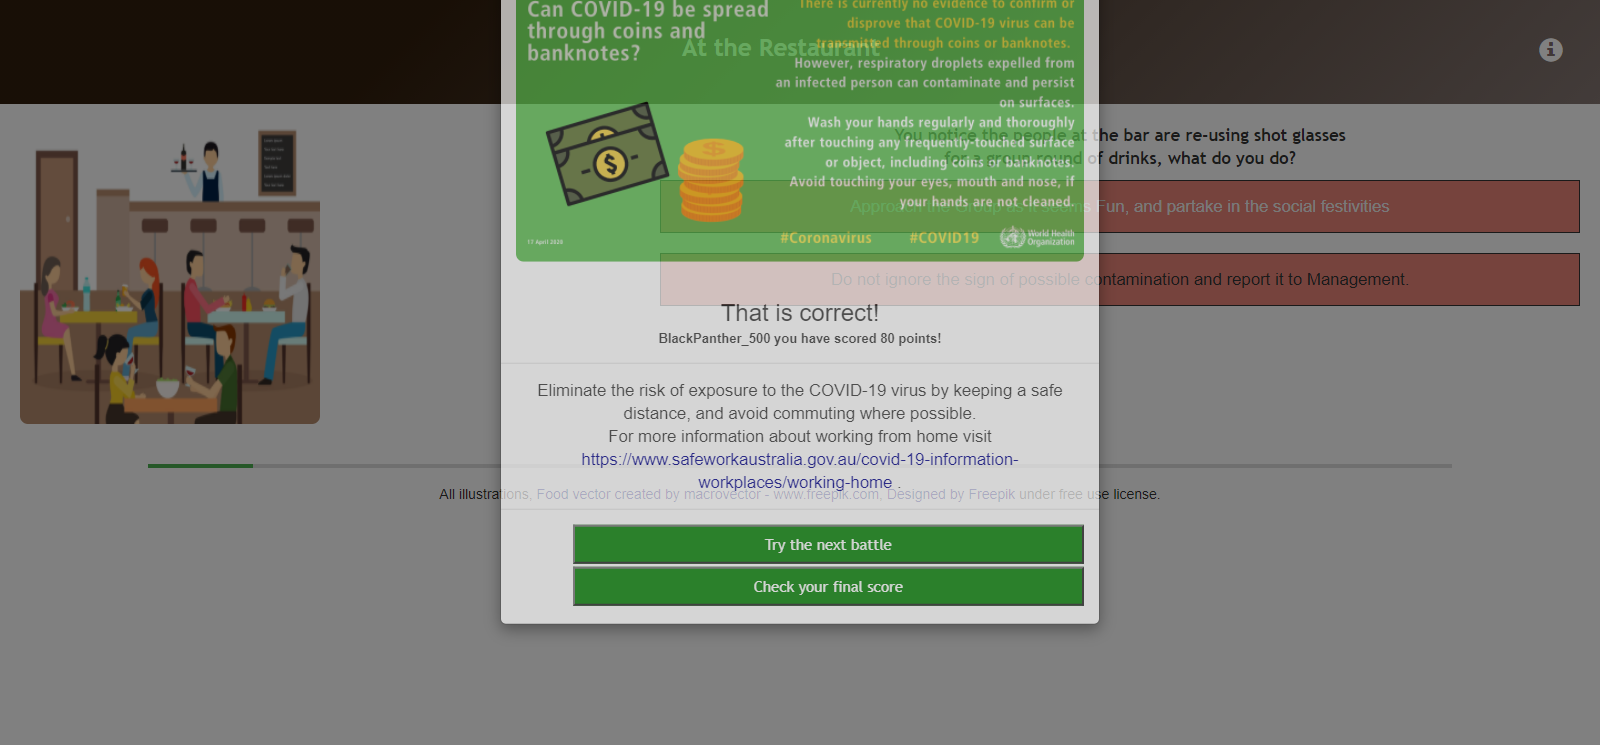 Can COVID-19 be spread
through coins and
banknotes?
There is currently no evidence to confirm or
disprove that COVID-19 virus can be
transmitted through coins or banknotes.
However, respiratory droplets expelled from
an infected person can contaminate and persist
on surfaces.
Wash your hands regularly and thoroughly
after touching any frequently-touched surface
or object, including coins or banknotes.
Avoid touching your eyes, mouth and nose, if
your hands are not cleaned.
#Coronavirus #COVID19
World Health
Organization
17 April 2020
At the Restaurant
You notice the people at the bar are re-using shot glasses
for a group round of drinks, what do you do?
Approach the Group as it seems Fun, and partake in the social festivities
Do not ignore the sign of possible contamination and report it to Management.
That is correct!
BlackPanther_500 you have scored 80 points!
Eliminate the risk of exposure to the COVID-19 virus by keeping a safe
distance, and avoid commuting where possible.
For more information about working from home visit
https://www.safeworkaustralia.gov.au/covid-19-information-
workplaces/working-home .
All illustrations, Food vector created by macrovector - www.freepik.com, Designed by Freepik under free use license.
Try the next battle
Check your final score